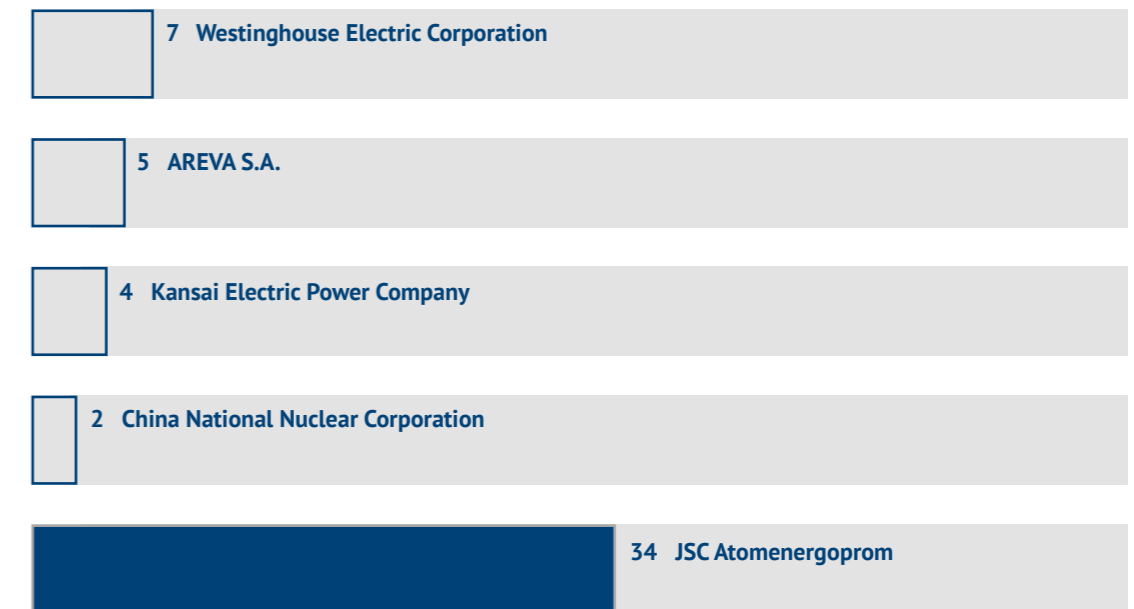 7 Westinghouse Electric Corporation
5 AREVA S.A.
4 Kansai Electric Power Company
2 China National Nuclear Corporation
34 JSC Atomenergoprom